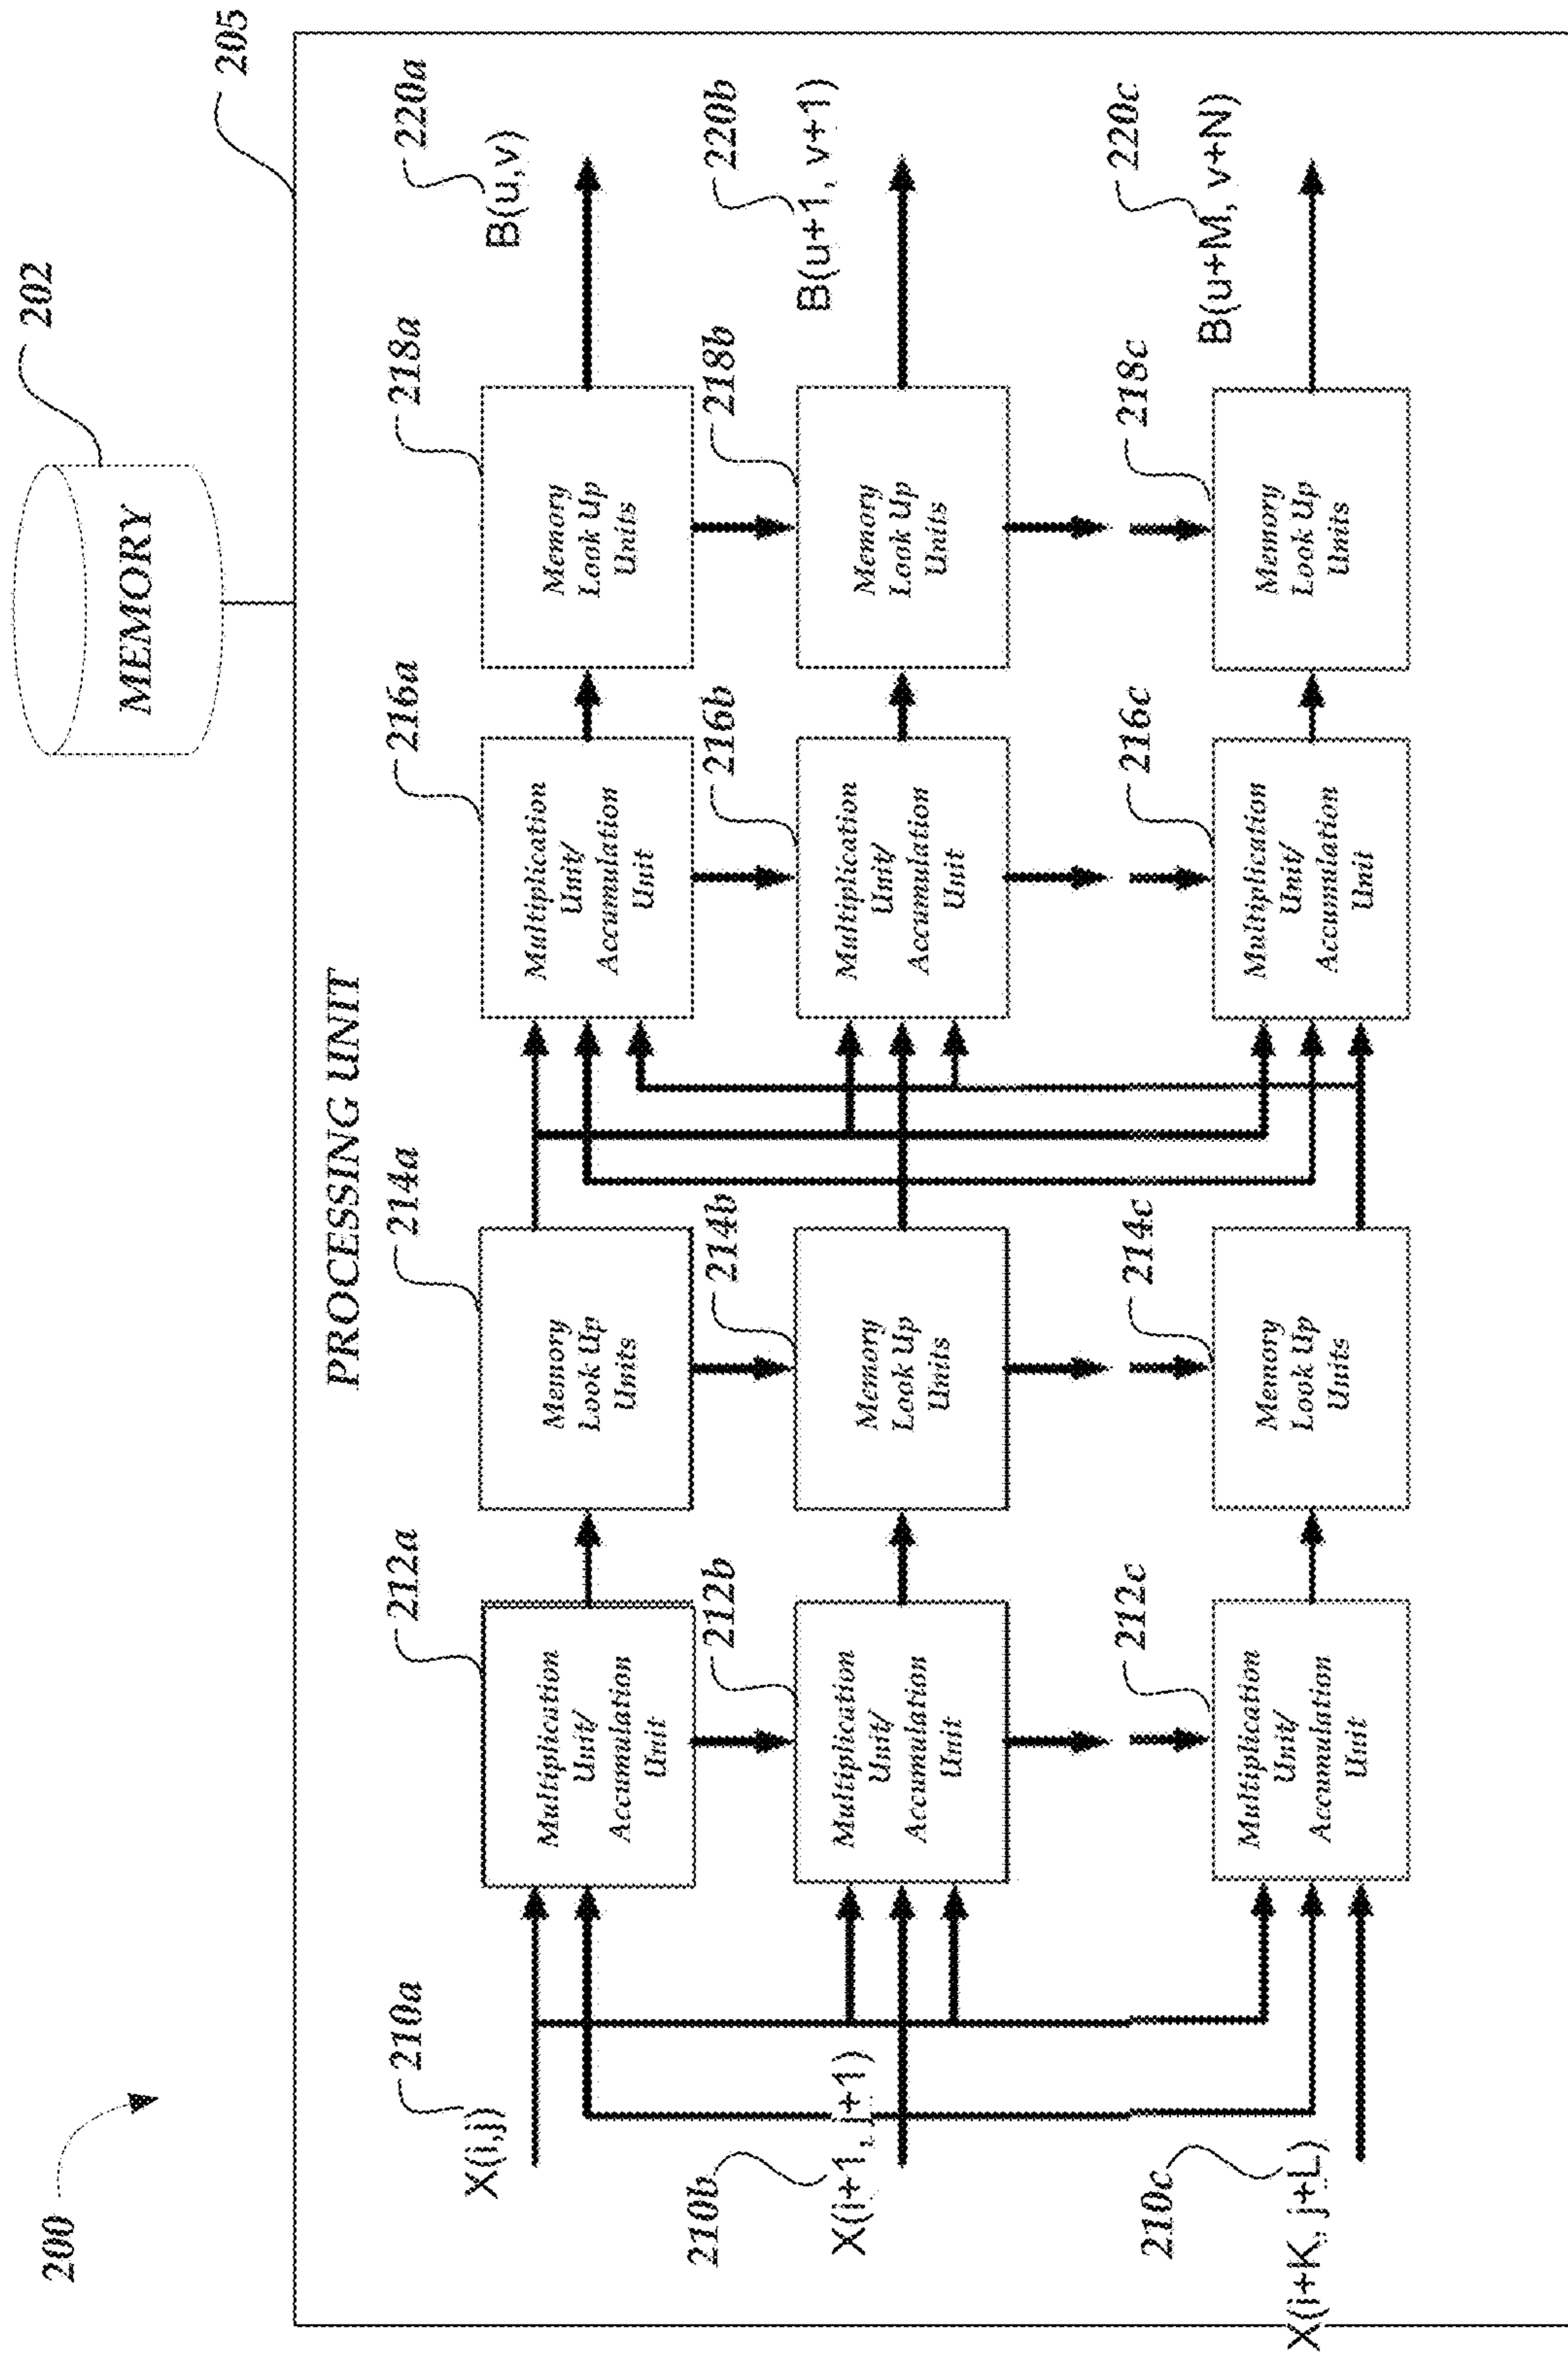 200
202
MEMORY
205
PROCESSING UNIT
210a
X(i,j)
212a
Multiplication
Unit/
Accumulation
Unit
214a
Memory
Look Up
Units
216a
Multiplication
Unit/
Accumulation
Unit
218a
Memory
Look Up
Units
220a
B(u,v)
210b
X(i+1, j+1)
212b
Multiplication
Unit/
Accumulation
Unit
214b
Memory
Look Up
Units
216b
Multiplication
Unit/
Accumulation
Unit
218b
Memory
Look Up
Units
220b
B(u+1, v+1)
210c
X(i+K, j+L)
212c
Multiplication
Unit/
Accumulation
Unit
214c
Memory
Look Up
Units
216c
Multiplication
Unit/
Accumulation
Unit
218c
Memory
Look Up
Units
220c
B(u+M, v+N)